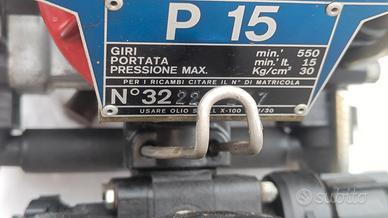 P 15
GIRI min.' 550
PORTATA min.' lt. 15
PRESSIONE MAX. Kg/cm² 30
PER I RICAMBI CITARE IL N° DI MATRICOLA
N° 32
USARE OLIO X-100
subito